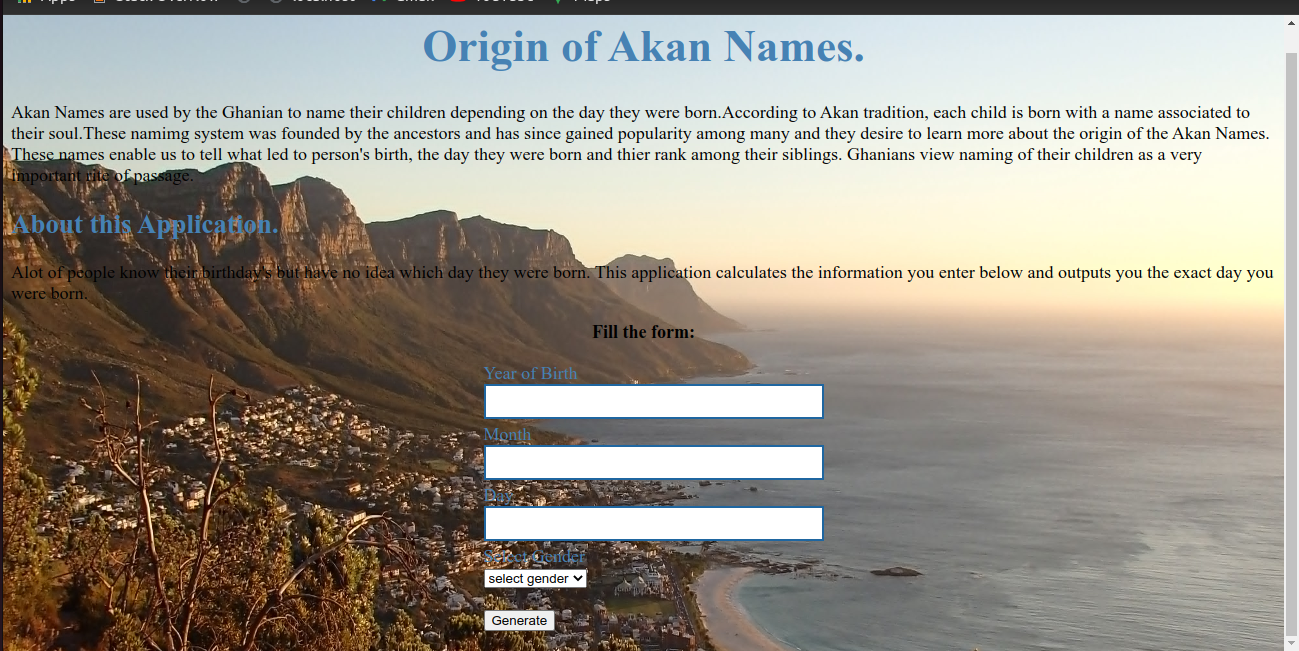 Origin of Akan Names.
Akan Names are used by the Ghanian to name their children depending on the day they were born.According to Akan tradition, each child is born with a name associated to
their soul.These namimg system was founded by the ancestors and has since gained popularity among many and they desire to learn more about the origin of the Akan Names.
These names enable us to tell what led to person's birth, the day they were born and thier rank among their siblings. Ghanians view naming of their children as a very
important rite of passage.
About this Application.
Alot of people know their birthday's but have no idea which day they were born. This application calculates the information you enter below and outputs you the exact day you
were born.
Fill the form:
Year of Birth
Month
Day
Select Gender
select gender
Generate